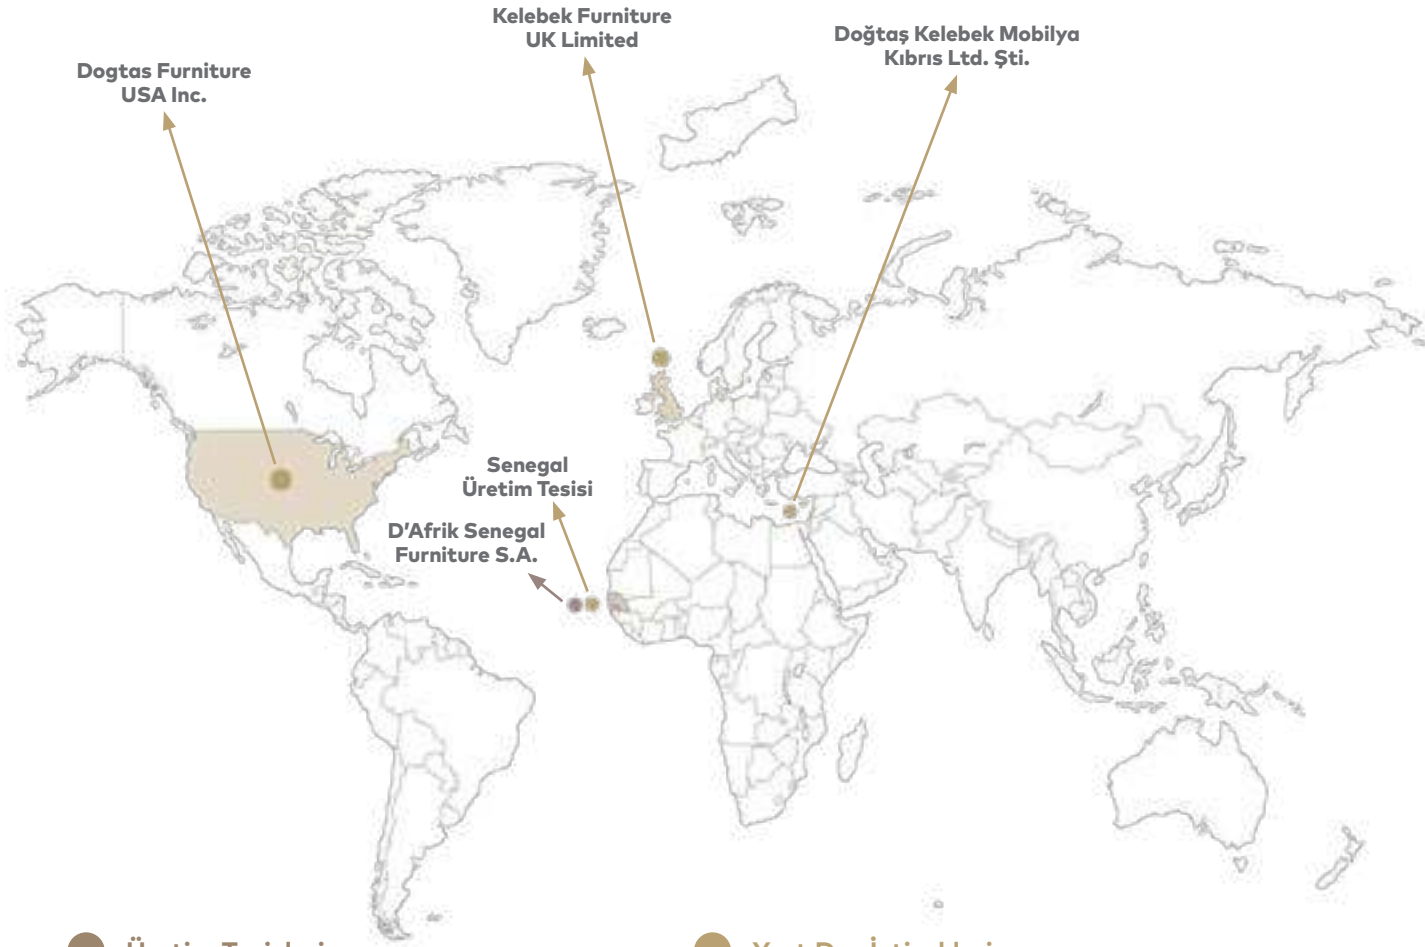 Kelebek Furniture
UK Limited
Doğtaş Kelebek Mobilya
Kıbrıs Ltd. Şti.
Dogtas Furniture
USA Inc.
Senegal
Üretim Tesisi
D'Afrik Senegal
Furniture S.A.